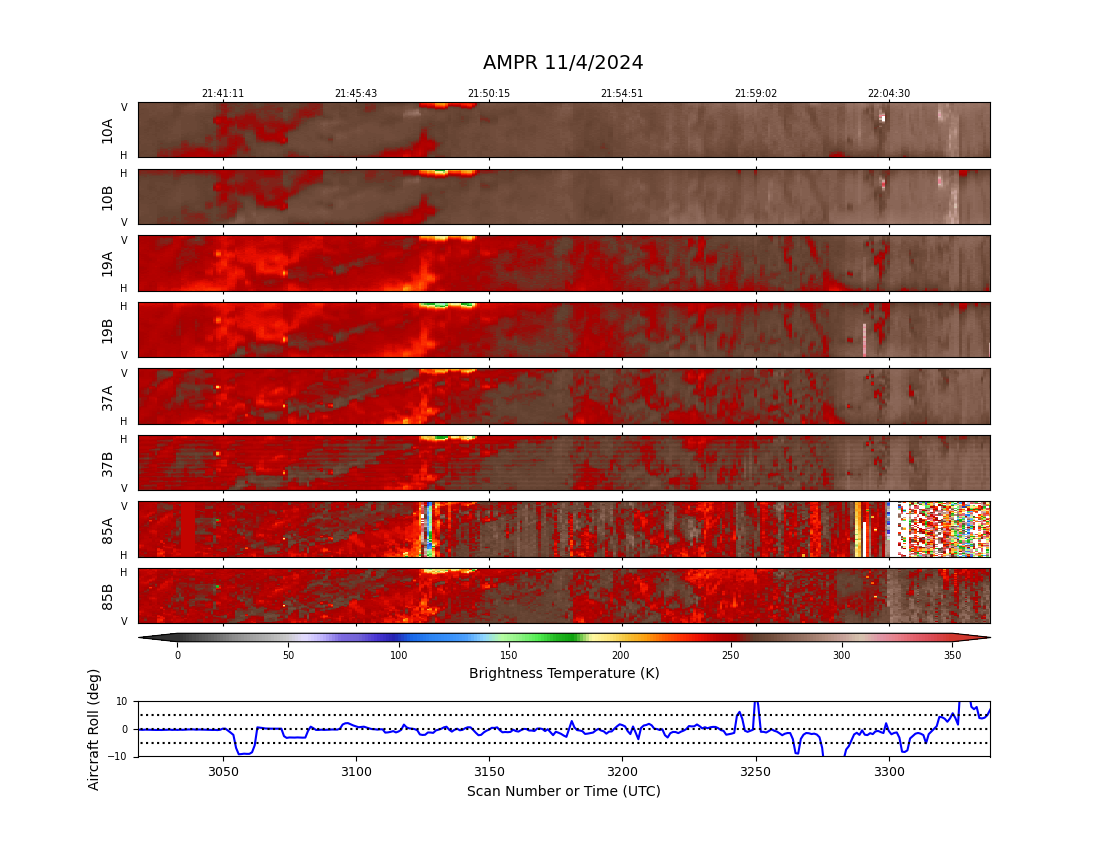 AMPR 11/4/2024
21:41:11 21:45:43 21:50:15 21:54:51 21:59:02 22:04:30
V
10A
H
H
10B
V
V
19A
H
H
19B
V
V
37A
H
H
37B
V
V
85A
H
H
85B
V
0 50 100 150 200 250 300 350
Brightness Temperature (K)
Aircraft Roll (deg)
10
0
−10
3050 3100 3150 3200 3250 3300
Scan Number or Time (UTC)